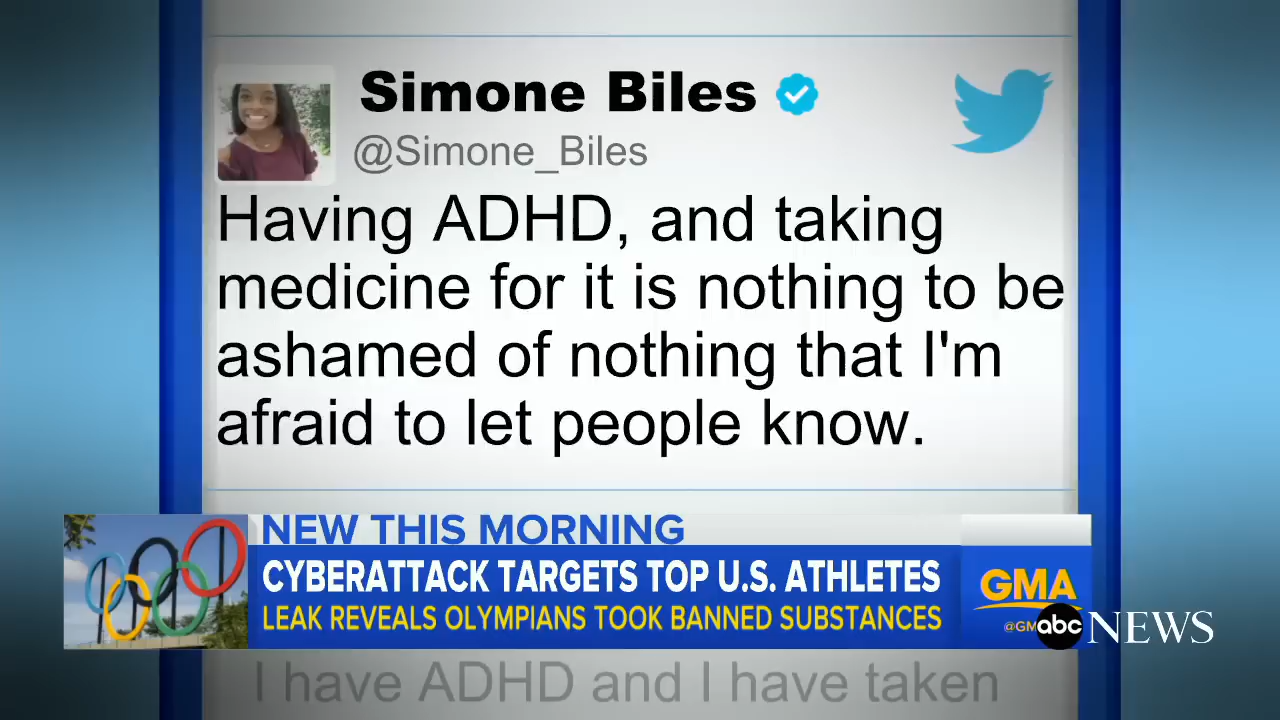 Simone Biles
@Simone_Biles
Having ADHD, and taking
medicine for it is nothing to be
ashamed of nothing that I'm
afraid to let people know.
NEW THIS MORNING
CYBERATTACK TARGETS TOP U.S. ATHLETES
LEAK REVEALS OLYMPIANS TOOK BANNED SUBSTANCES
GMA
@GM
abc NEWS
I have ADHD and I have taken